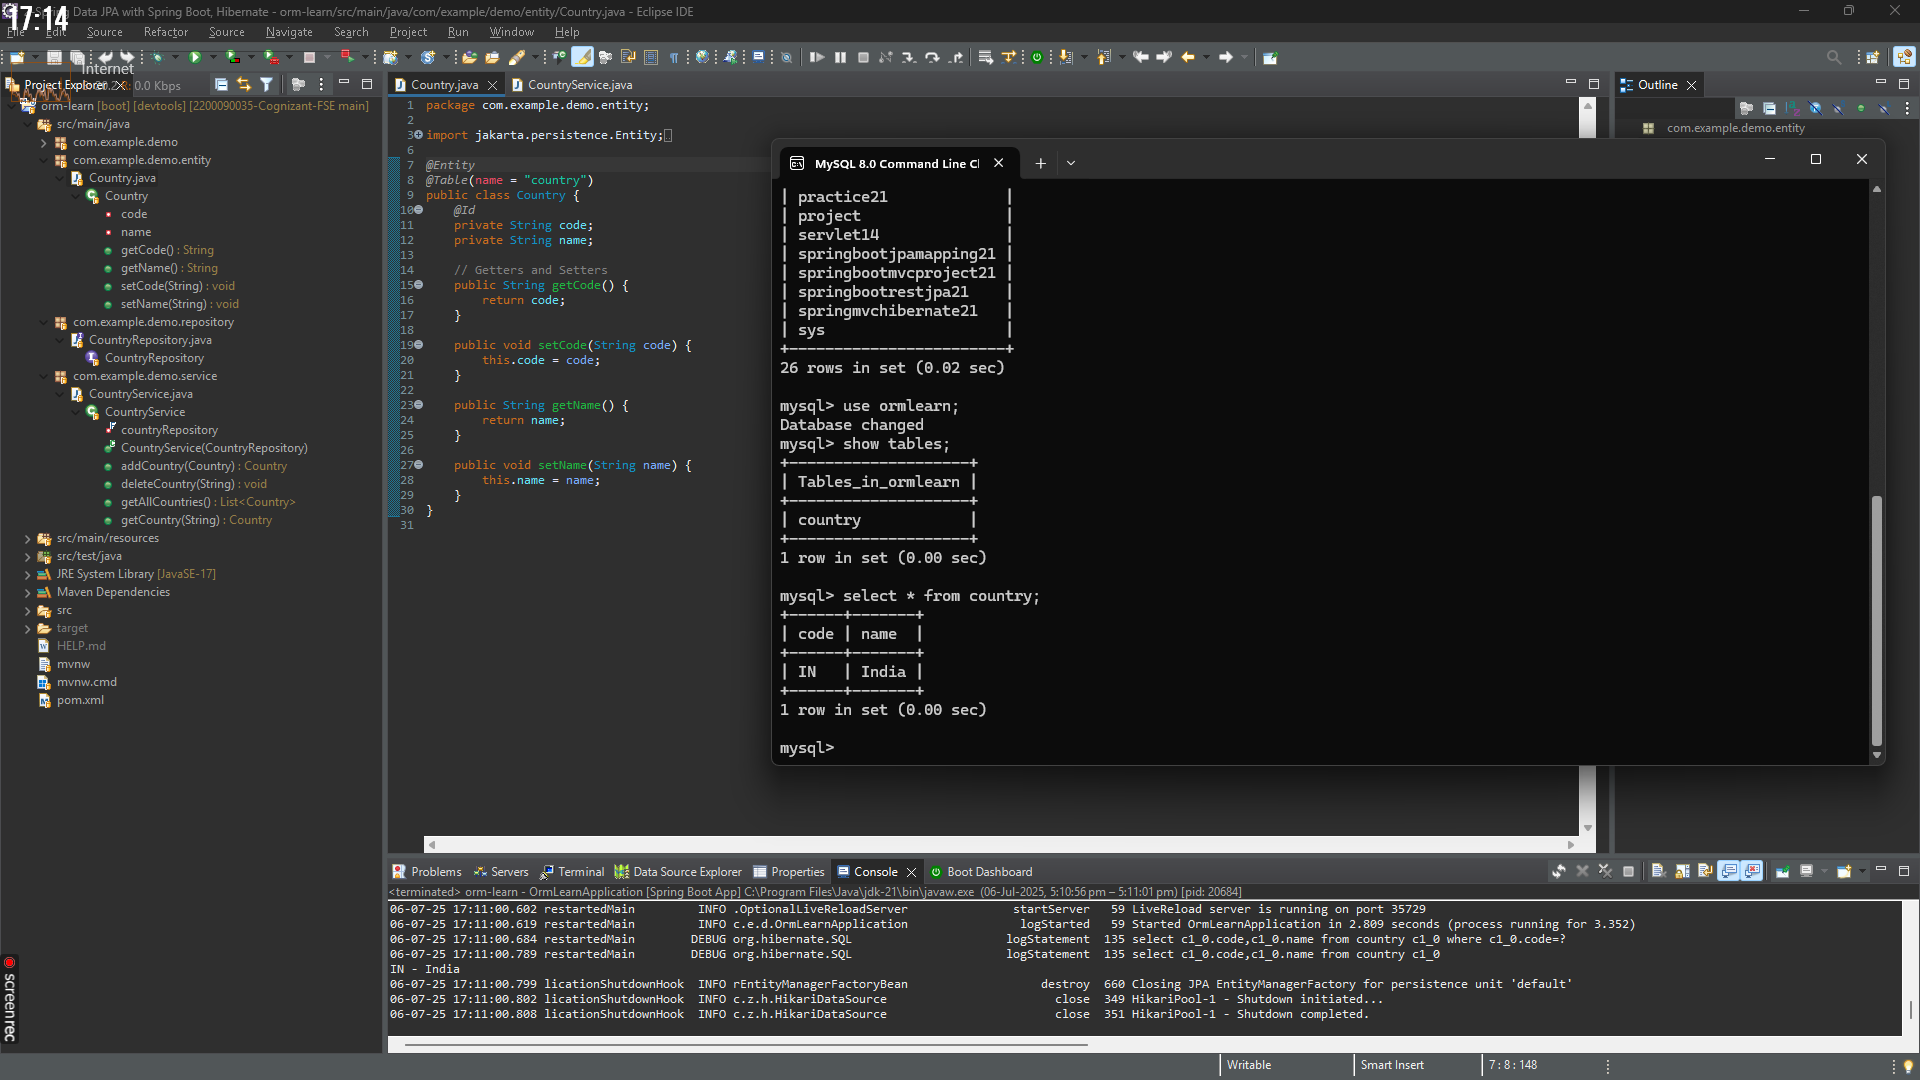 Spring Data JPA with Spring Boot, Hibernate - orm-learn/src/main/java/com/example/demo/entity/Country.java - Eclipse IDE
17:14
File Edit Source Refactor Source Navigate Search Project Run Window Help
Internet
Project Explorer
0.0 Kbps
orm-learn [boot] [devtools] [2200090035-Cognizant-FSE main]
src/main/java
com.example.demo
com.example.demo.entity
Country.java
Country
code
name
getCode() : String
getName() : String
setCode(String) : void
setName(String) : void
com.example.demo.repository
CountryRepository.java
CountryRepository
com.example.demo.service
CountryService.java
CountryService
countryRepository
CountryService(CountryRepository)
addCountry(Country) : Country
deleteCountry(String) : void
getAllCountries() : List<Country>
getCountry(String) : Country
src/main/resources
src/test/java
JRE System Library [JavaSE-17]
Maven Dependencies
src
target
HELP.md
mvnw
mvnw.cmd
pom.xml
screen rec
Country.java
CountryService.java
1 package com.example.demo.entity;
2
3 import jakarta.persistence.Entity;
6
7 @Entity
8 @Table(name = "country")
9 public class Country {
10 @Id
11 private String code;
12 private String name;
13
14 // Getters and Setters
15 public String getCode() {
16 return code;
17 }
18
19 public void setCode(String code) {
20 this.code = code;
21 }
22
23 public String getName() {
24 return name;
25 }
26
27 public void setName(String name) {
28 this.name = name;
29 }
30 }
31
Outline
com.example.demo.entity
MySQL 8.0 Command Line Cl
| practice21 |
| project |
| servlet14 |
| springbootjpamapping21 |
| springbootmvcproject21 |
| springbootrestjpa21 |
| springmvchibernate21 |
| sys |
+------------------------+
26 rows in set (0.02 sec)
mysql> use ormlearn;
Database changed
mysql> show tables;
+--------------------+
| Tables_in_ormlearn |
+--------------------+
| country |
+--------------------+
1 row in set (0.00 sec)
mysql> select * from country;
+------+-------+
| code | name |
+------+-------+
| IN | India |
+------+-------+
1 row in set (0.00 sec)
mysql>
Problems Servers Terminal Data Source Explorer Properties Console Boot Dashboard
<terminated> orm-learn - OrmLearnApplication [Spring Boot App] C:\Program Files\Java\jdk-21\bin\javaw.exe (06-Jul-2025, 5:10:56 pm – 5:11:01 pm) [pid: 20684]
06-07-25 17:11:00.602 restartedMain INFO .OptionalLiveReloadServer startServer 59 LiveReload server is running on port 35729
06-07-25 17:11:00.619 restartedMain INFO c.e.d.OrmLearnApplication logStarted 59 Started OrmLearnApplication in 2.809 seconds (process running for 3.352)
06-07-25 17:11:00.684 restartedMain DEBUG org.hibernate.SQL logStatement 135 select c1_0.code,c1_0.name from country c1_0 where c1_0.code=?
06-07-25 17:11:00.789 restartedMain DEBUG org.hibernate.SQL logStatement 135 select c1_0.code,c1_0.name from country c1_0
IN - India
06-07-25 17:11:00.799 licationShutdownHook INFO rEntityManagerFactoryBean destroy 660 Closing JPA EntityManagerFactory for persistence unit 'default'
06-07-25 17:11:00.802 licationShutdownHook INFO c.z.h.HikariDataSource close 349 HikariPool-1 - Shutdown initiated...
06-07-25 17:11:00.808 licationShutdownHook INFO c.z.h.HikariDataSource close 351 HikariPool-1 - Shutdown completed.
Writable
Smart Insert
7 : 8 : 148